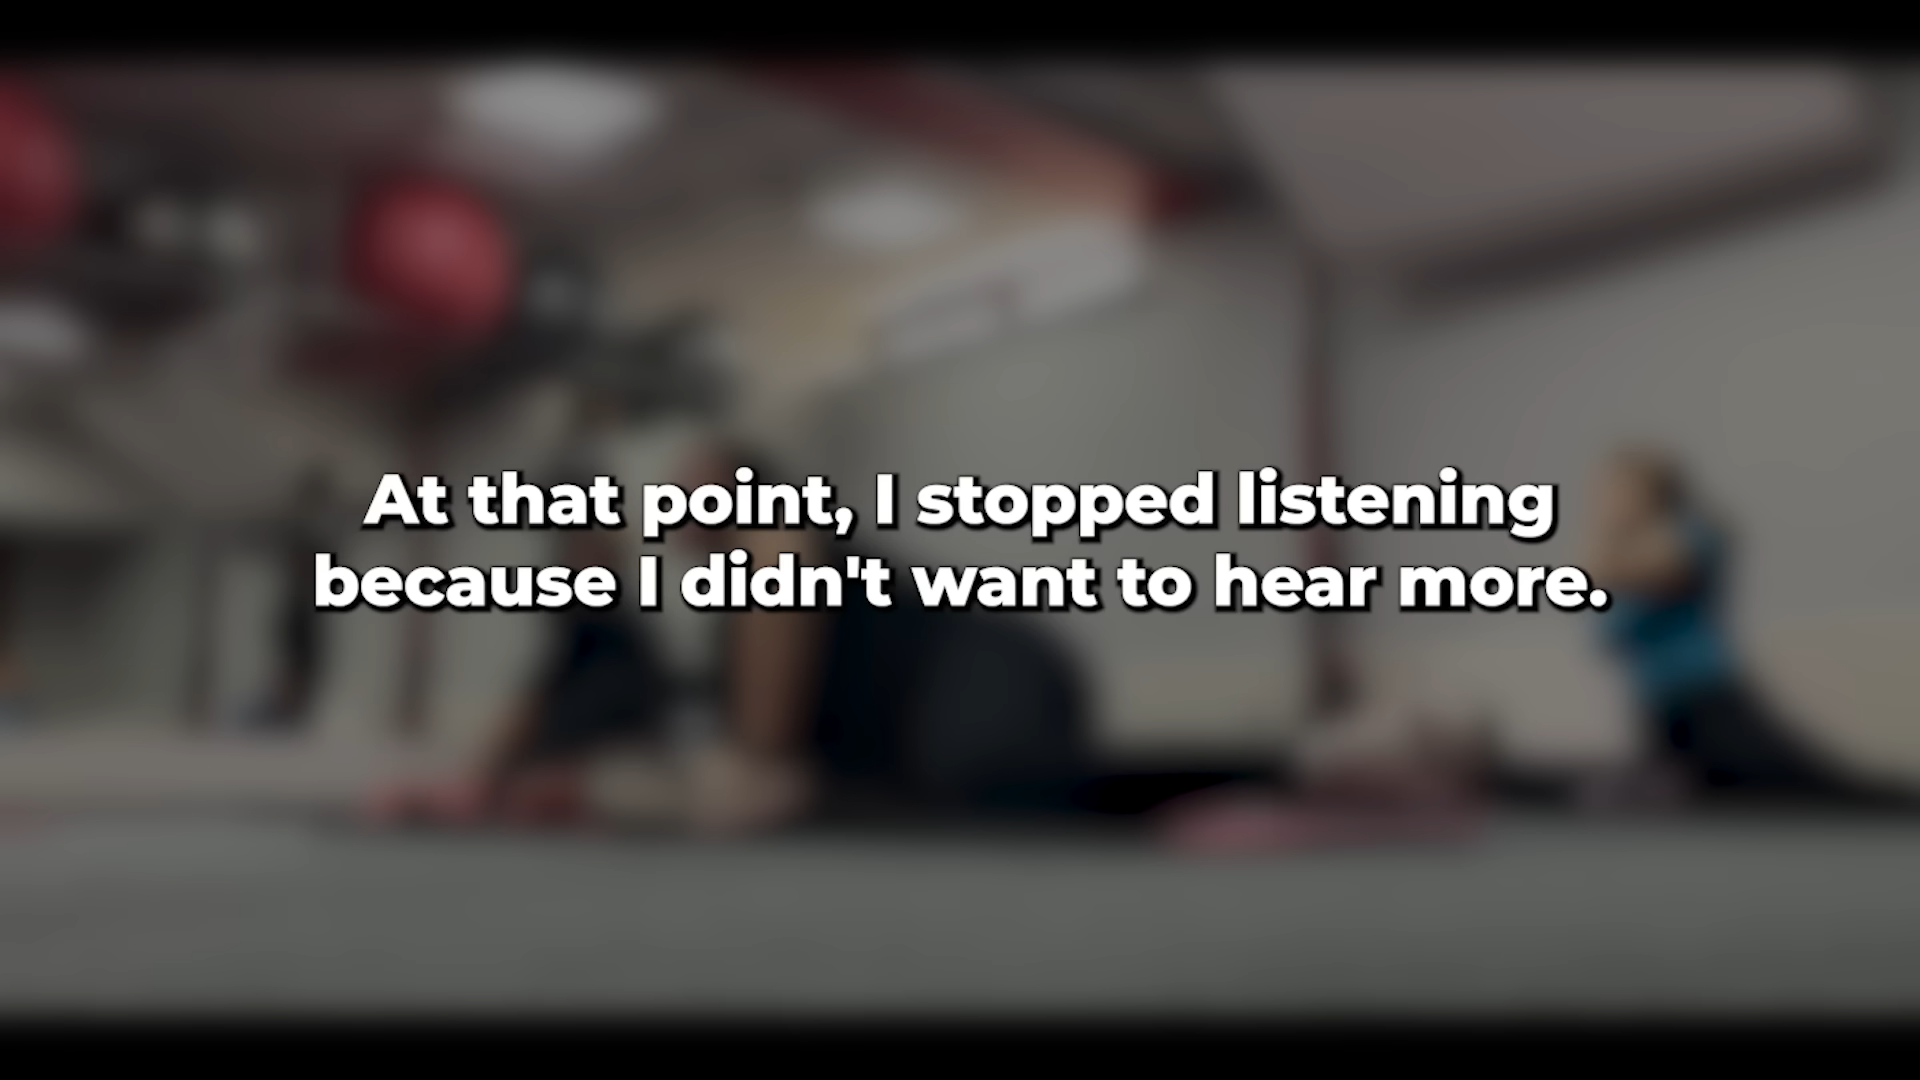 At that point, I stopped listening
because I didn't want to hear more.